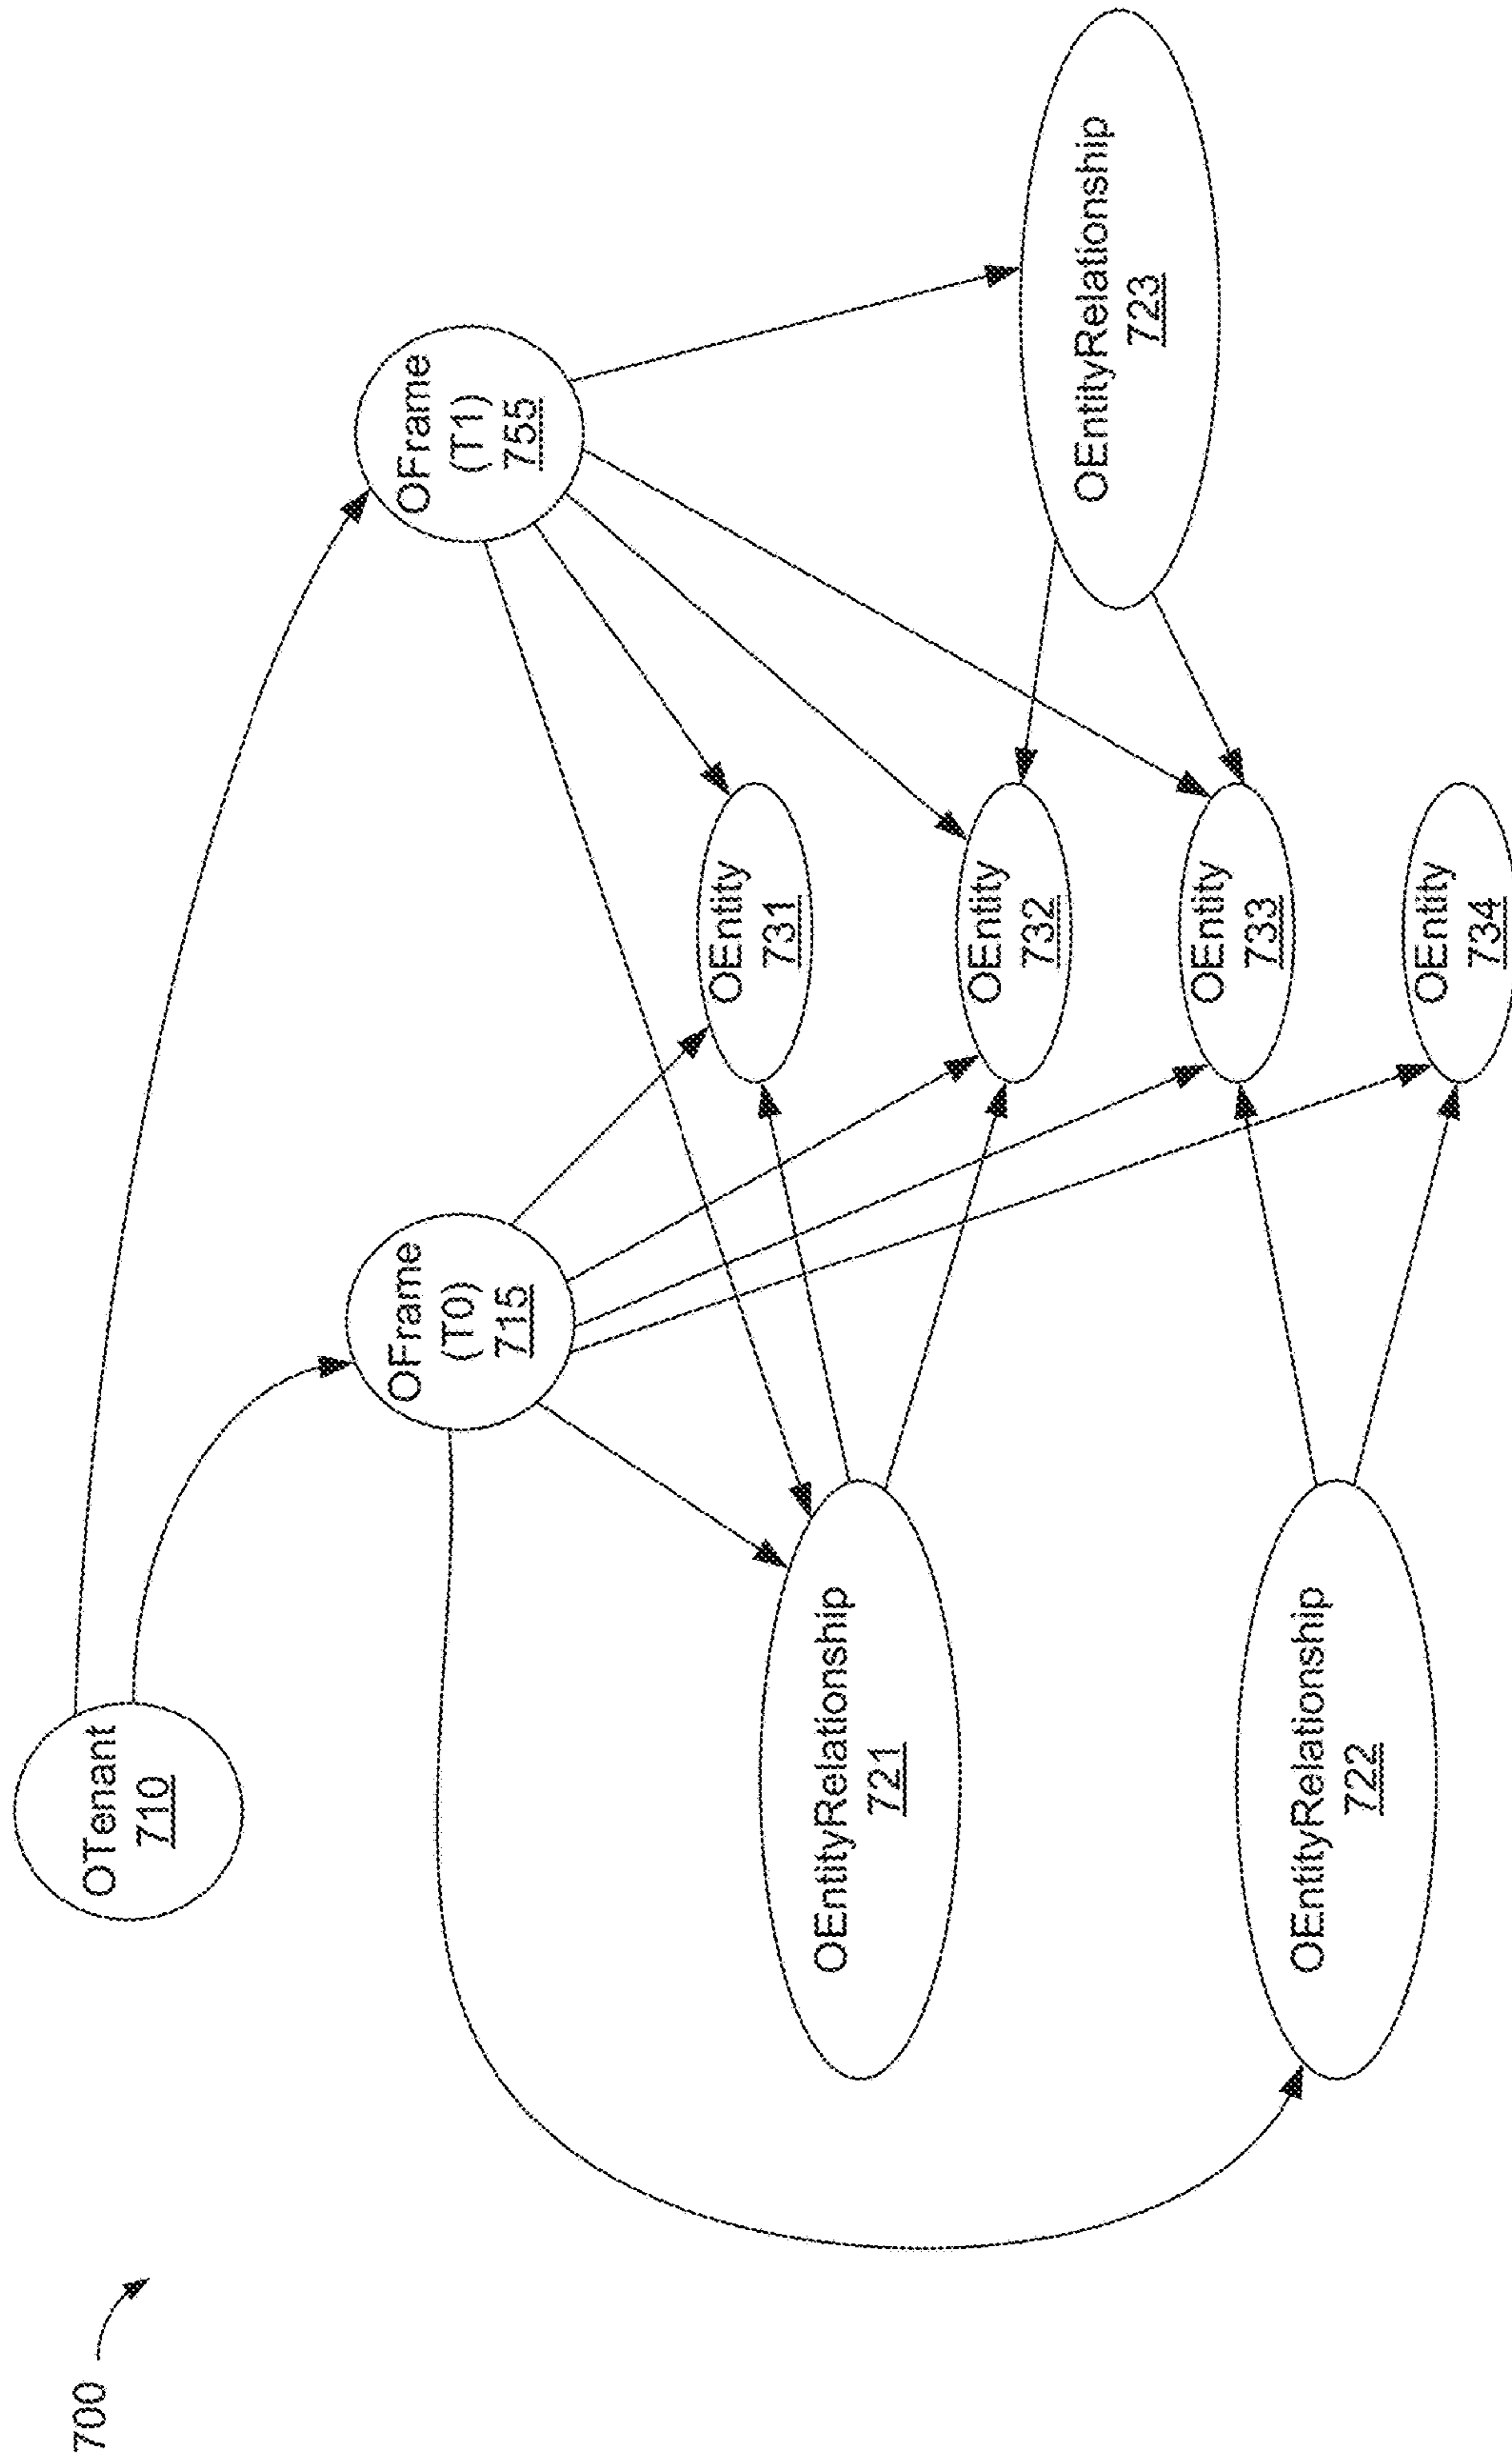 700
OTenant
710
OFrame
(T0)
715
OFrame
(T1)
755
OEntityRelationship
721
OEntity
731
OEntity
732
OEntityRelationship
723
OEntityRelationship
722
OEntity
733
OEntity
734